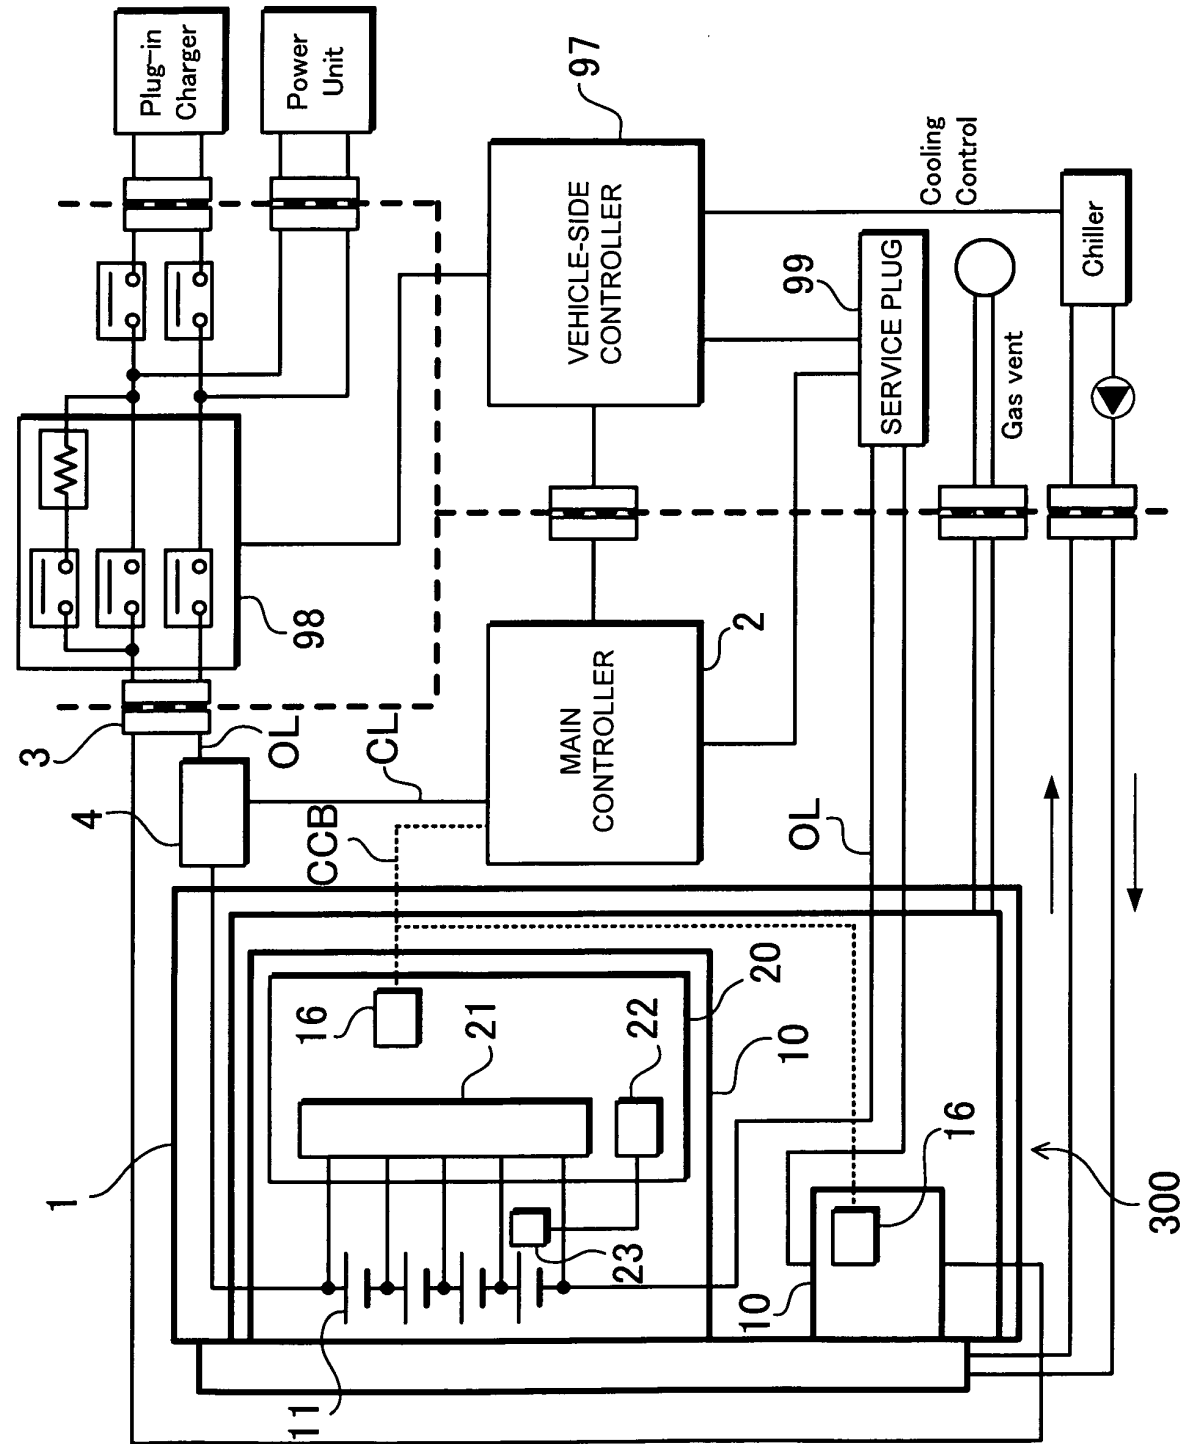 Plug-in
Charger
Power
Unit
97
VEHICLE-SIDE
CONTROLLER
Cooling
Control
Chiller
99
SERVICE PLUG
Gas vent
98
3
OL
CL
4
CCB
MAIN
CONTROLLER
2
OL
1
16
21
20
22
10
23
11
10
16
300